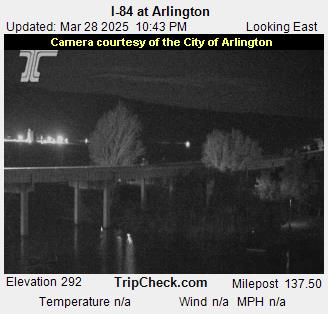 I-84 at Arlington
Updated: Mar 28 2025 10:43 PM Looking East
Camera courtesy of the City of Arlington
Elevation 292 TripCheck.com Milepost 137.50
Temperature n/a Wind n/a MPH n/a